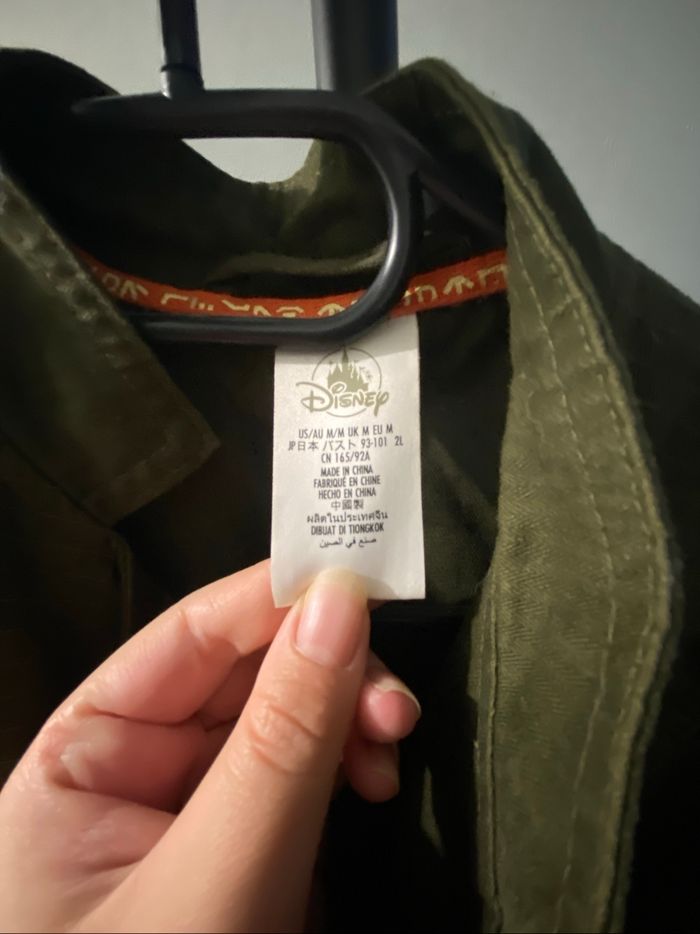 Disney
US/AU M/M UK M EU M
JP日本 バスト 93-101 2L
CN 165/92A
MADE IN CHINA
FABRIQUÉ EN CHINE
HECHO EN CHINA
中國製
ผลิตในประเทศจีน
DIBUAT DI TIONGKOK
صنع في الصين